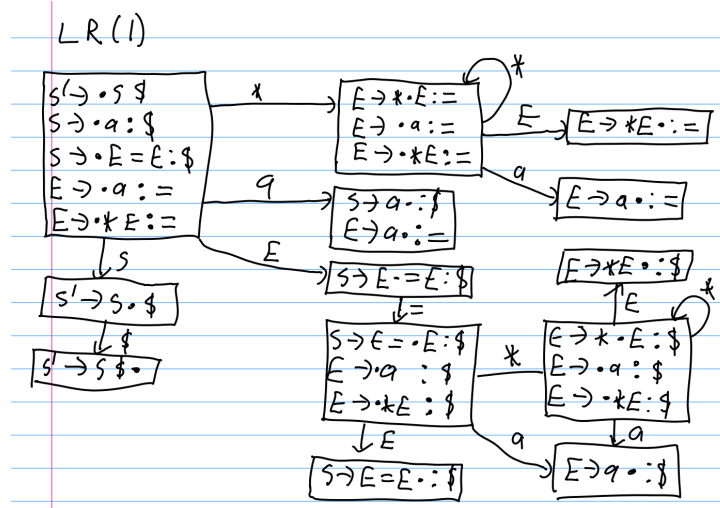 LR(1)
S' → · S $
S → · a : $
S → · E = E : $
E → · a : =
E → · * E : =
*
E → * · E : =
E → · a : =
E → · * E : =
*
E
E → * E · : =
a
E → a · : =
a
S → a · : $
E → a · : =
E
S → E · = E : $
S
S' → S · $
$
S' → S $ ·
=
S → E = · E : $
E → · a : $
E → · * E : $
E
S → E = E · : $
*
E → * · E : $
E → · a : $
E → · * E : $
*
E
E → * E · : $
a
a
E → a · : $